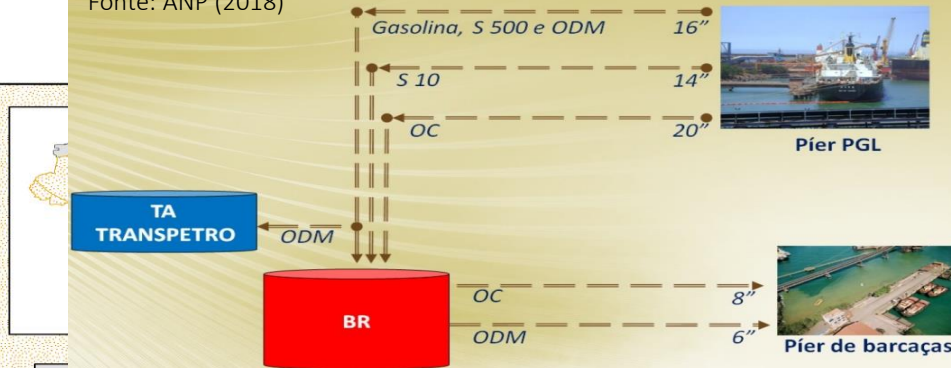 Fonte: ANP (2018)
Gasolina, S 500 e ODM 16”
S 10 14”
OC 20”
Píer PGL
TA
TRANSPETRO
ODM
BR
OC 8”
ODM 6”
Píer de barcaças